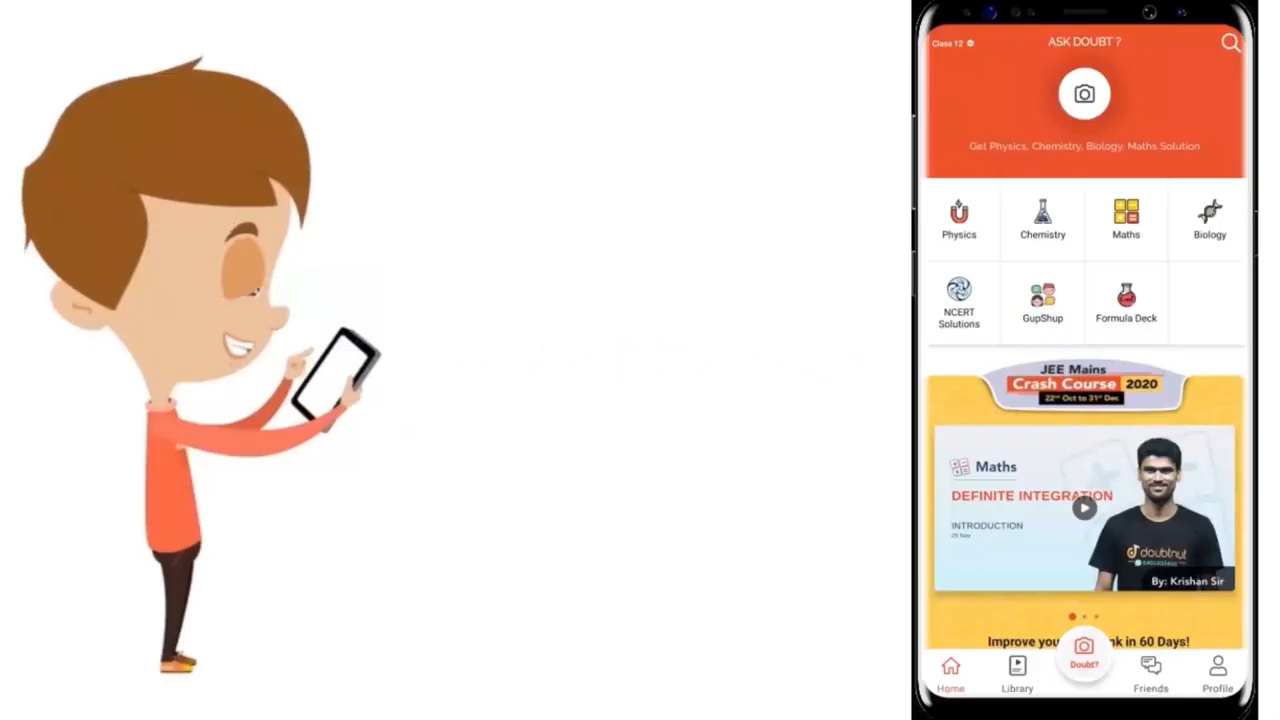 Class 12
ASK DOUBT ?
Get Physics, Chemistry, Biology, Maths Solution
Physics
Chemistry
Maths
Biology
NCERT
Solutions
GupShup
Formula Deck
JEE Mains
Crash Course 2020
22nd Oct to 31st Dec
Maths
DEFINITE INTEGRATION
INTRODUCTION
25 Nov
doubtnut
By: Krishan Sir
in 60 Days!
Doubt?
Home
Library
Friends
Profile